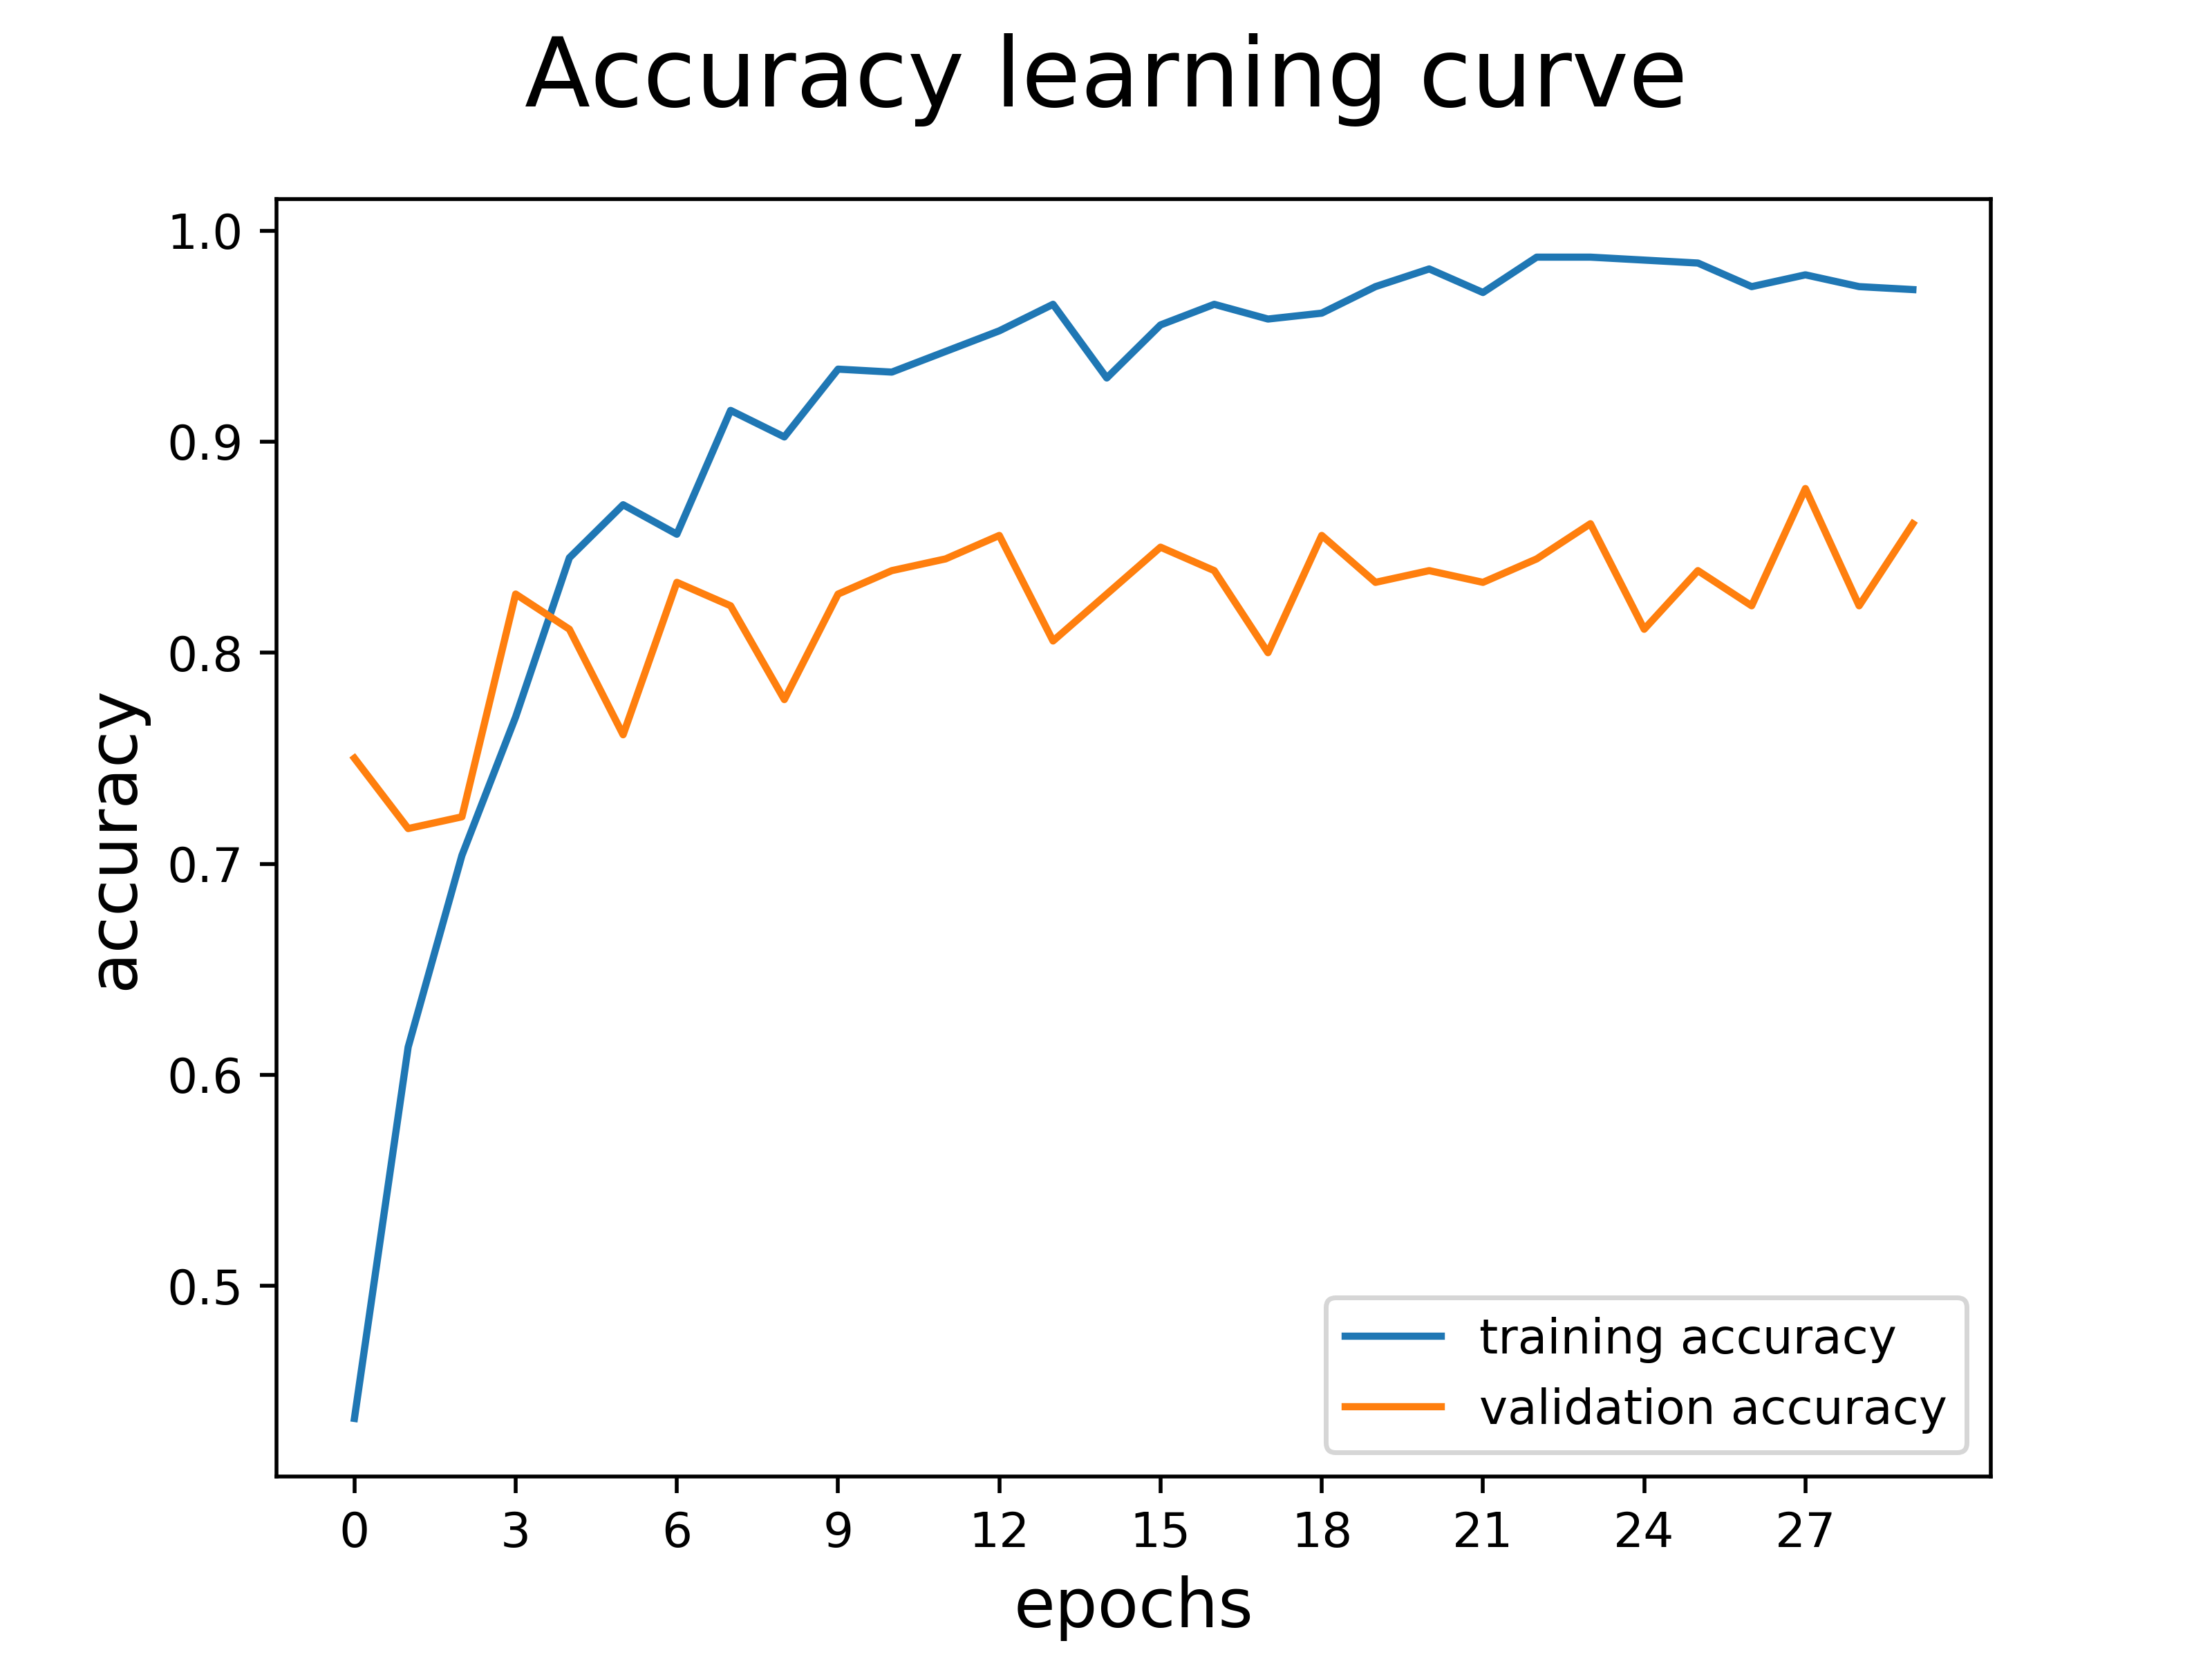 Accuracy learning curve
1.0
0.9
0.8
0.7
0.6
0.5
accuracy
training accuracy
validation accuracy
0 3 6 9 12 15 18 21 24 27
epochs